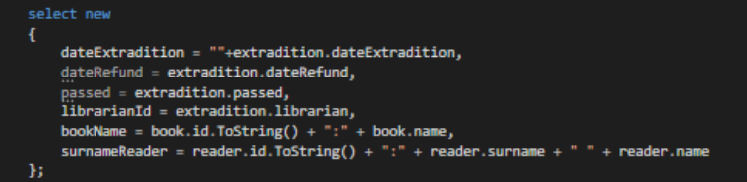 select new
{
dateExtradition = ""+extradition.dateExtradition,
dateRefund = extradition.dateRefund,
passed = extradition.passed,
librarianId = extradition.librarian,
bookName = book.id.ToString() + ":" + book.name,
surnameReader = reader.id.ToString() + ":" + reader.surname + " " + reader.name
};